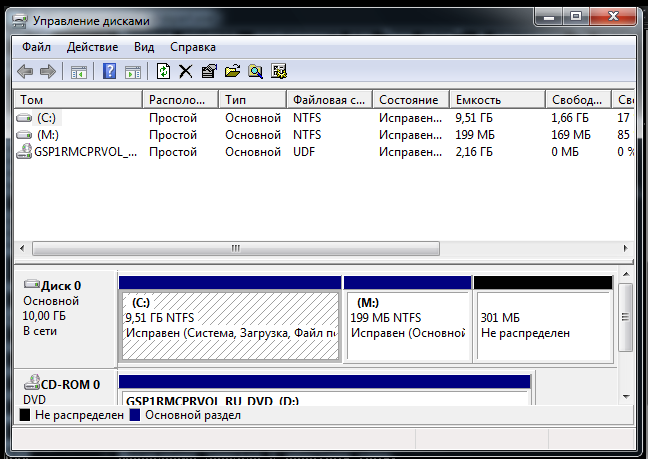 Управление дисками
Файл Действие Вид Справка
Том Располо... Тип Файловая с... Состояние Емкость Свобод... Сво
(C:) Простой Основной NTFS Исправен... 9,51 ГБ 1,66 ГБ 17
(M:) Простой Основной NTFS Исправен... 199 МБ 169 МБ 85
GSP1RMCPRVOL_... Простой Основной UDF Исправен... 2,16 ГБ 0 МБ 0 %
Диск 0
Основной
10,00 ГБ
В сети
(C:)
9,51 ГБ NTFS
Исправен (Система, Загрузка, Файл по
(M:)
199 МБ NTFS
Исправен (Основной
301 МБ
Не распределен
CD-ROM 0
DVD
GSP1RMCPRVOL_RU_DVD (D:)
Не распределен Основной раздел